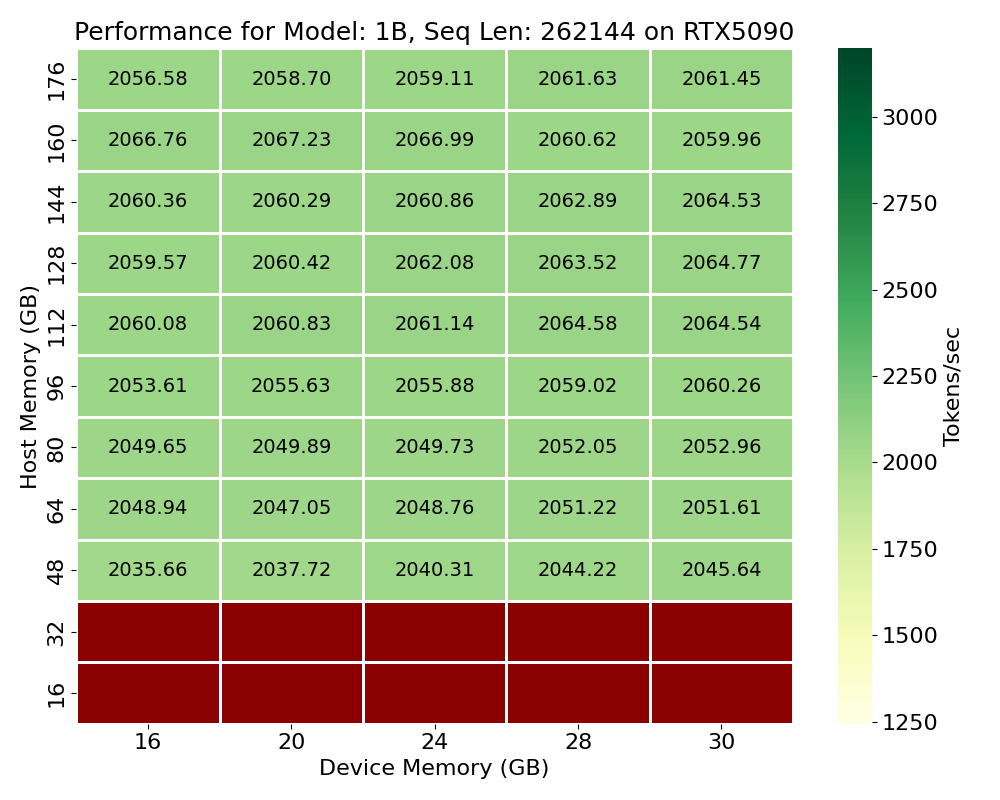 Performance for Model: 1B, Seq Len: 262144 on RTX5090
176 2056.58 2058.70 2059.11 2061.63 2061.45
160 2066.76 2067.23 2066.99 2060.62 2059.96
144 2060.36 2060.29 2060.86 2062.89 2064.53
128 2059.57 2060.42 2062.08 2063.52 2064.77
112 2060.08 2060.83 2061.14 2064.58 2064.54
96 2053.61 2055.63 2055.88 2059.02 2060.26
80 2049.65 2049.89 2049.73 2052.05 2052.96
64 2048.94 2047.05 2048.76 2051.22 2051.61
48 2035.66 2037.72 2040.31 2044.22 2045.64
32
16
Host Memory (GB)
16 20 24 28 30
Device Memory (GB)
3000
2750
2500
2250
2000
1750
1500
1250
Tokens/sec